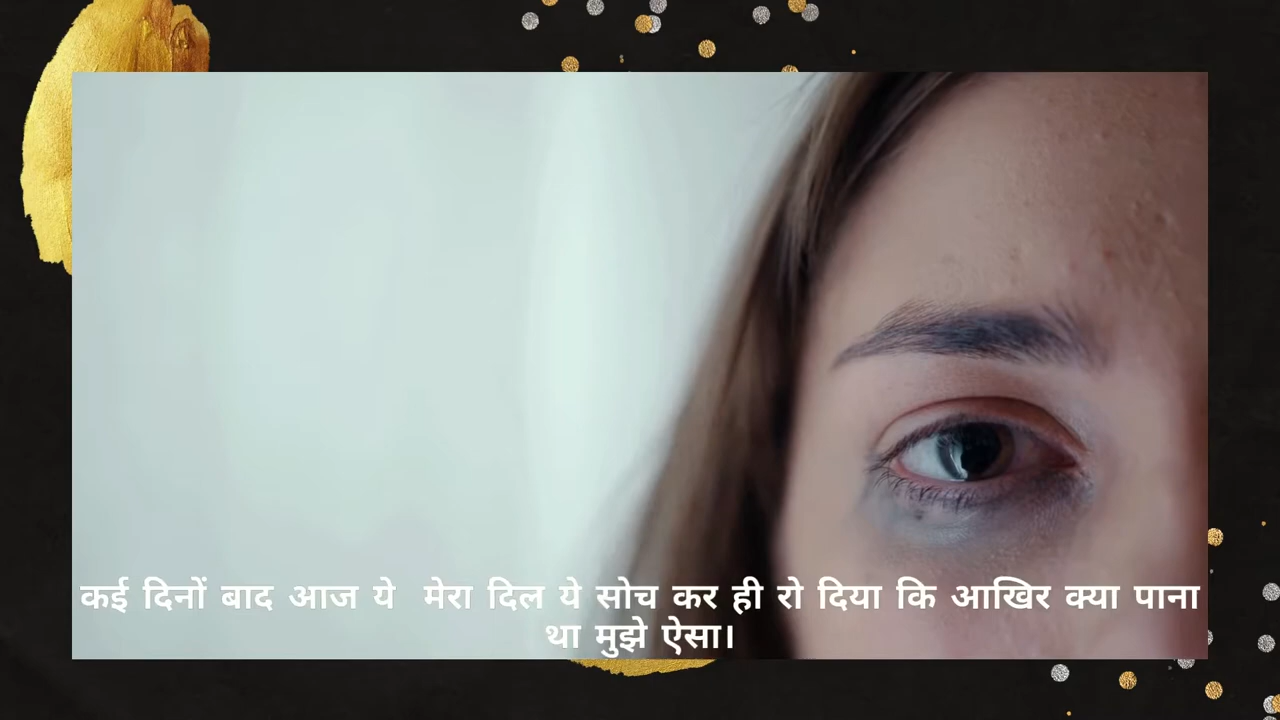 कई दिनों बाद आज ये मेरा दिल ये सोच कर ही रो दिया कि आखिर क्या पाना
था मुझे ऐसा।